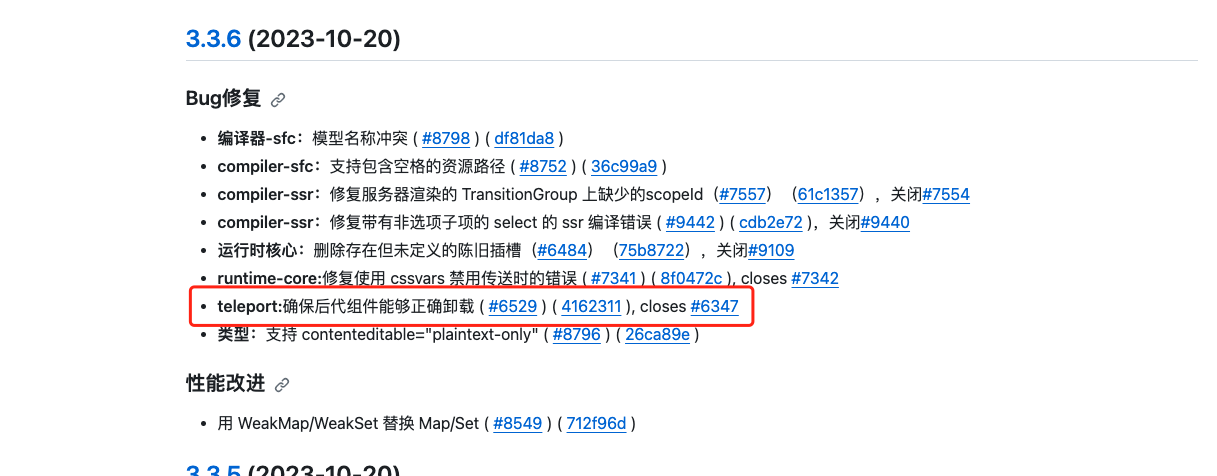 3.3.6 (2023-10-20)
Bug修复
• 编译器-sfc：模型名称冲突 ( #8798 ) ( df81da8 )
• compiler-sfc：支持包含空格的资源路径 ( #8752 ) ( 36c99a9 )
• compiler-ssr：修复服务器渲染的 TransitionGroup 上缺少的scopeId（#7557）（61c1357），关闭#7554
• compiler-ssr：修复带有非选项子项的 select 的 ssr 编译错误 ( #9442 ) ( cdb2e72 )，关闭#9440
• 运行时核心：删除存在但未定义的陈旧插槽（#6484）（75b8722），关闭#9109
• runtime-core:修复使用 cssvars 禁用传送时的错误 ( #7341 ) ( 8f0472c ), closes #7342
• teleport:确保后代组件能够正确卸载 ( #6529 ) ( 4162311 ), closes #6347
• 类型：支持 contenteditable="plaintext-only" ( #8796 ) ( 26ca89e )
性能改进
• 用 WeakMap/WeakSet 替换 Map/Set ( #8549 ) ( 712f96d )
3.3.5 (2023-10-20)